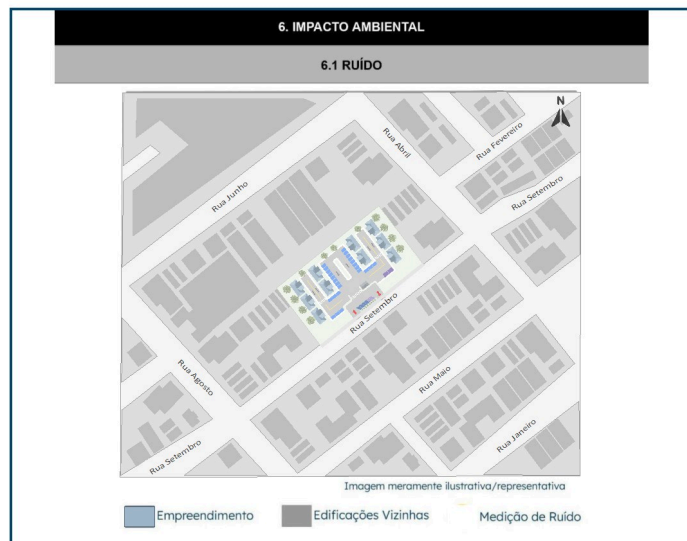 6. IMPACTO AMBIENTAL
6.1 RUÍDO
N
Rua Abril
Rua Fevereiro
Rua Junho
Rua Setembro
Rua Setembro
Rua Agosto
Rua Maio
Rua Setembro
Rua Janeiro
Imagem meramente ilustrativa/representativa
Empreendimento
Edificações Vizinhas
Medição de Ruído